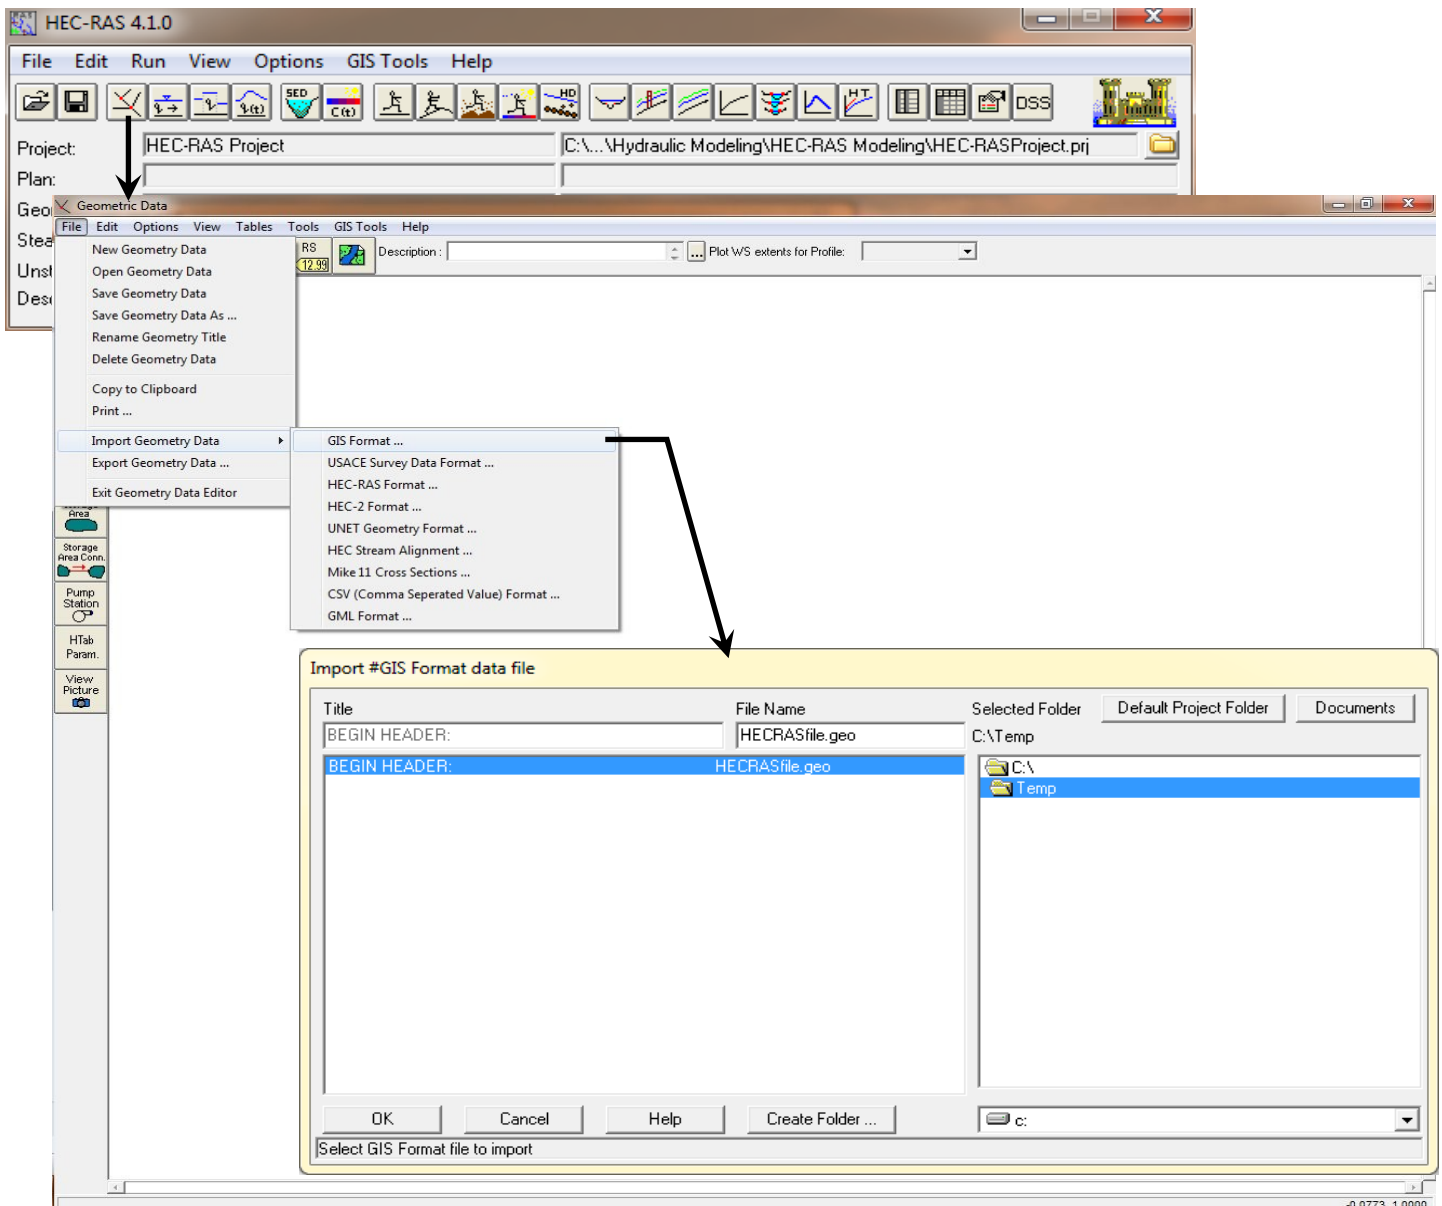 HEC-RAS 4.1.0
File Edit Run View Options GIS Tools Help
SED C(t) HD HT DSS
Project: HEC-RAS Project C:\...\Hydraulic Modeling\HEC-RAS Modeling\HEC-RASProject.prj
Plan:
Geo
Stea
Unst
Desc
Geometric Data
File Edit Options View Tables Tools GIS Tools Help
RS
12.99
Description :
... Plot WS extents for Profile:
New Geometry Data
Open Geometry Data
Save Geometry Data
Save Geometry Data As ...
Rename Geometry Title
Delete Geometry Data
Copy to Clipboard
Print ...
Import Geometry Data
Export Geometry Data ...
Exit Geometry Data Editor
GIS Format ...
USACE Survey Data Format ...
HEC-RAS Format ...
HEC-2 Format ...
UNET Geometry Format ...
HEC Stream Alignment ...
Mike 11 Cross Sections ...
CSV (Comma Seperated Value) Format ...
GML Format ...
Area
Storage
Area Conn.
Pump
Station
HTab
Param.
View
Picture
Import #GIS Format data file
Title File Name Selected Folder Default Project Folder Documents
BEGIN HEADER: HECRASfile.geo C:\Temp
BEGIN HEADER: HECRASfile.geo C:\
Temp
OK Cancel Help Create Folder ... c:
Select GIS Format file to import
-0.0773, 1.0000